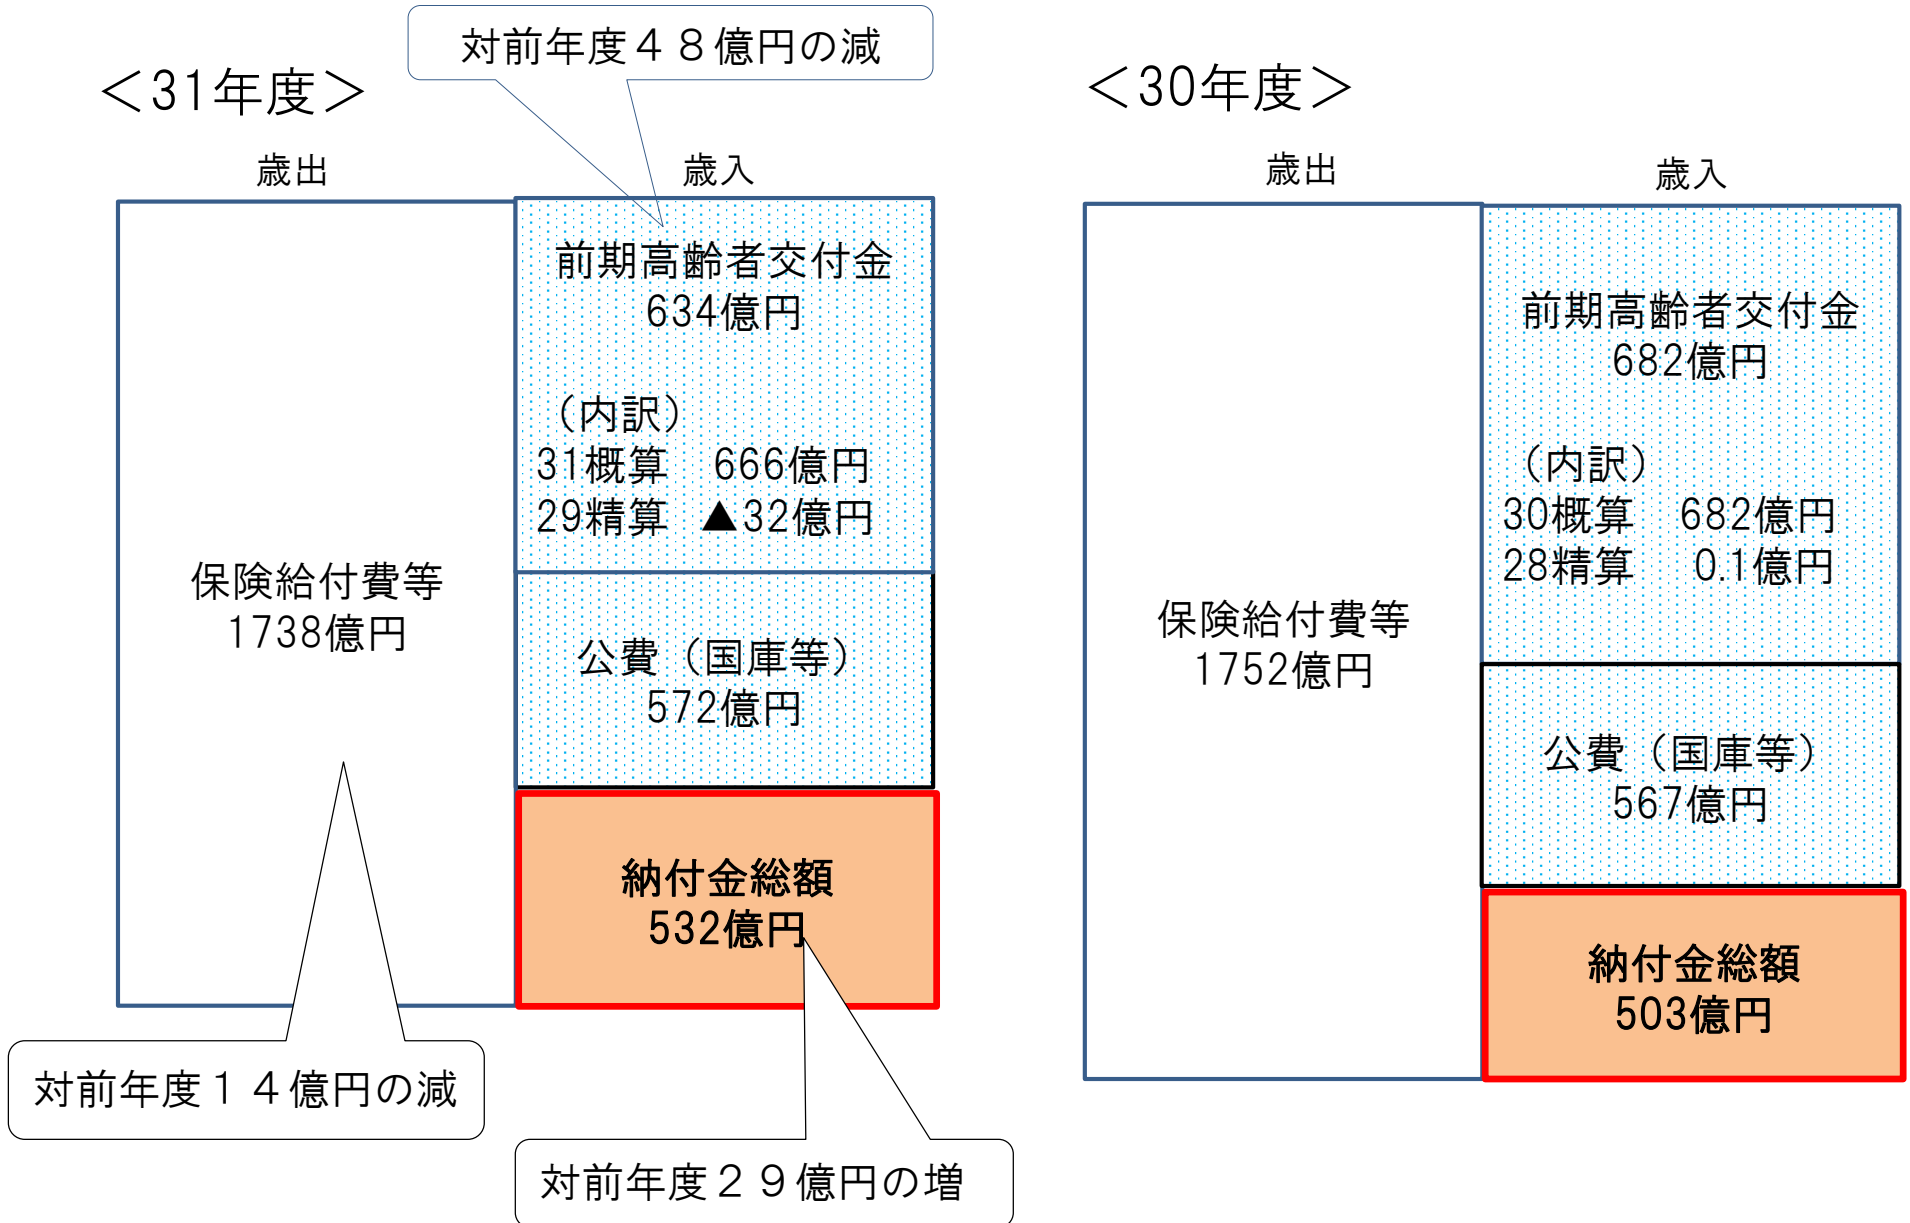 対前年度４８億円の減
＜31年度＞
歳出
歳入
前期高齢者交付金
634億円
（内訳）
31概算　666億円
29精算　▲32億円
保険給付費等
1738億円
公費（国庫等）
572億円
納付金総額
532億円
対前年度１４億円の減
対前年度２９億円の増
＜30年度＞
歳出
歳入
前期高齢者交付金
682億円
（内訳）
30概算　682億円
28精算　0.1億円
保険給付費等
1752億円
公費（国庫等）
567億円
納付金総額
503億円